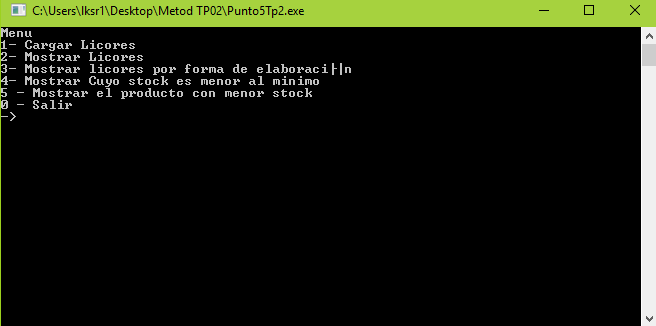 C:\Users\lksr1\Desktop\Metod TP02\Punto5Tp2.exe
Menu
1- Cargar Licores
2- Mostrar Licores
3- Mostrar licores por forma de elaboraci├│n
4- Mostrar Cuyo stock es menor al minimo
5 - Mostrar el producto con menor stock
0 - Salir
->